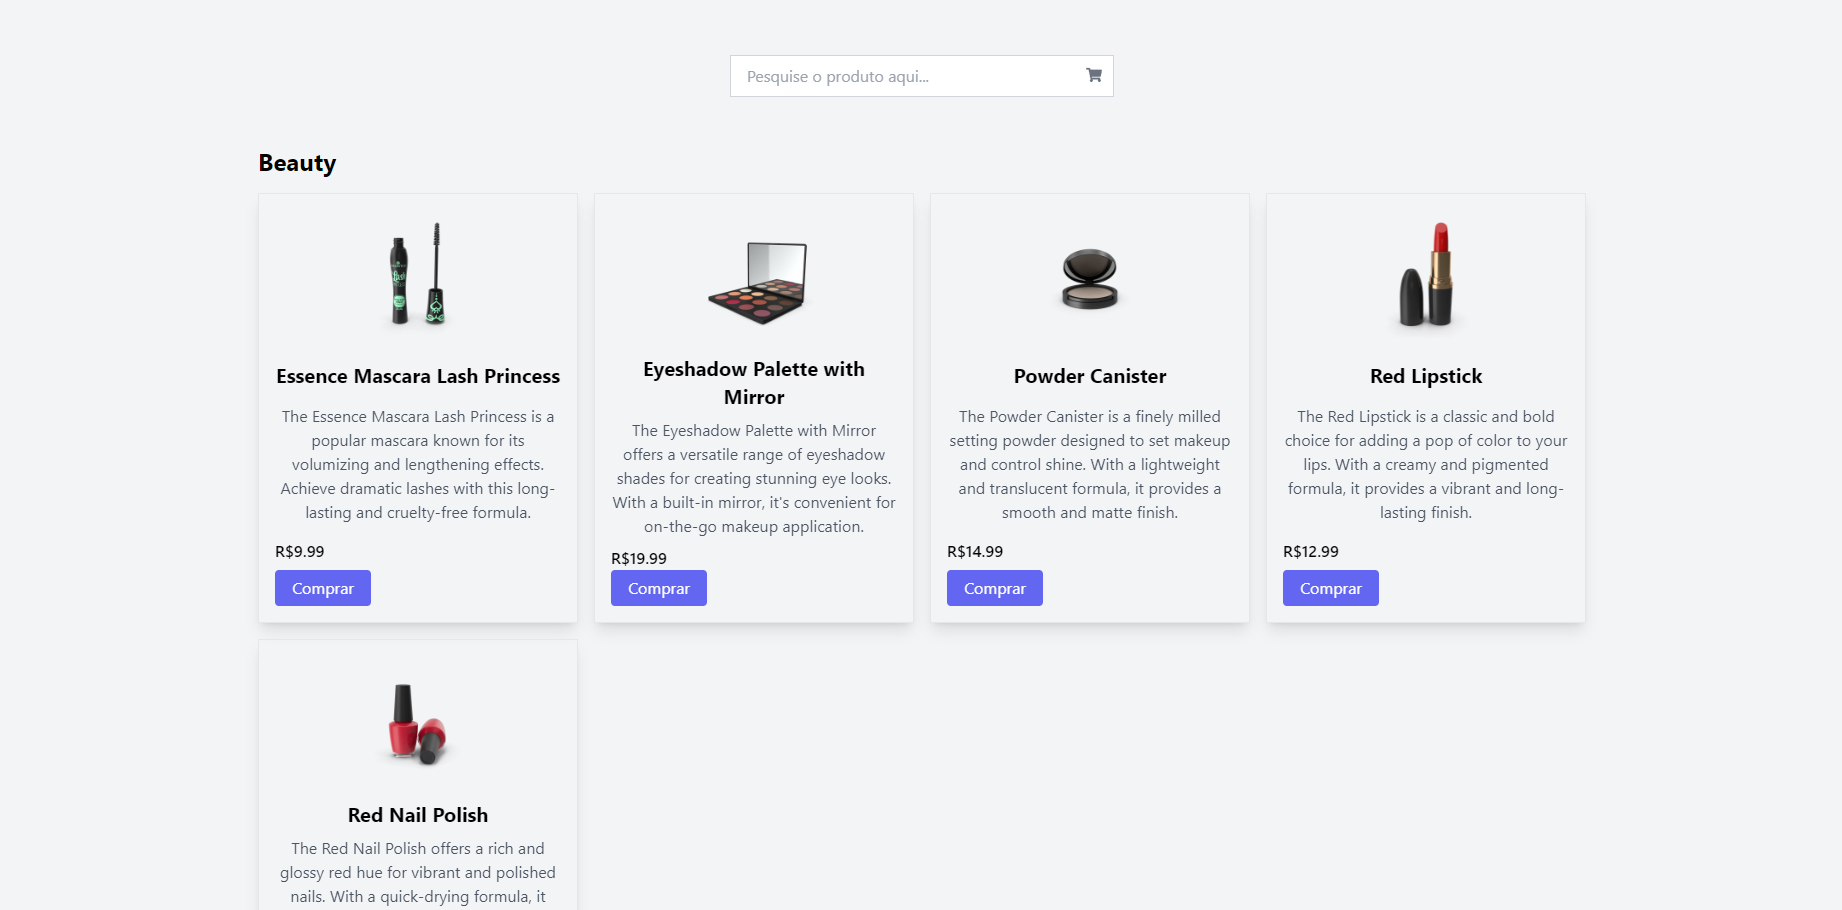 Pesquise o produto aqui...
Beauty
Essence Mascara Lash Princess
The Essence Mascara Lash Princess is a
popular mascara known for its
volumizing and lengthening effects.
Achieve dramatic lashes with this long-
lasting and cruelty-free formula.
R$9.99
Comprar
Eyeshadow Palette with
Mirror
The Eyeshadow Palette with Mirror
offers a versatile range of eyeshadow
shades for creating stunning eye looks.
With a built-in mirror, it's convenient for
on-the-go makeup application.
R$19.99
Comprar
Powder Canister
The Powder Canister is a finely milled
setting powder designed to set makeup
and control shine. With a lightweight
and translucent formula, it provides a
smooth and matte finish.
R$14.99
Comprar
Red Lipstick
The Red Lipstick is a classic and bold
choice for adding a pop of color to your
lips. With a creamy and pigmented
formula, it provides a vibrant and long-
lasting finish.
R$12.99
Comprar
Red Nail Polish
The Red Nail Polish offers a rich and
glossy red hue for vibrant and polished
nails. With a quick-drying formula, it